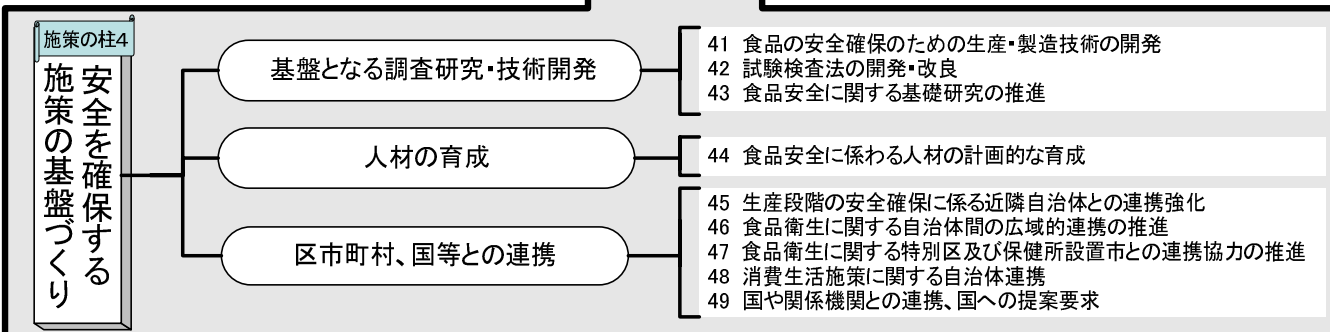 施策の柱4
安全を確保する
施策の基盤づくり
基盤となる調査研究・技術開発
41 食品の安全確保のための生産・製造技術の開発
42 試験検査法の開発・改良
43 食品安全に関する基礎研究の推進
人材の育成
44 食品安全に係わる人材の計画的な育成
区市町村、国等との連携
45 生産段階の安全確保に係る近隣自治体との連携強化
46 食品衛生に関する自治体間の広域的連携の推進
47 食品衛生に関する特別区及び保健所設置市との連携協力の推進
48 消費生活施策に関する自治体連携
49 国や関係機関との連携、国への提案要求